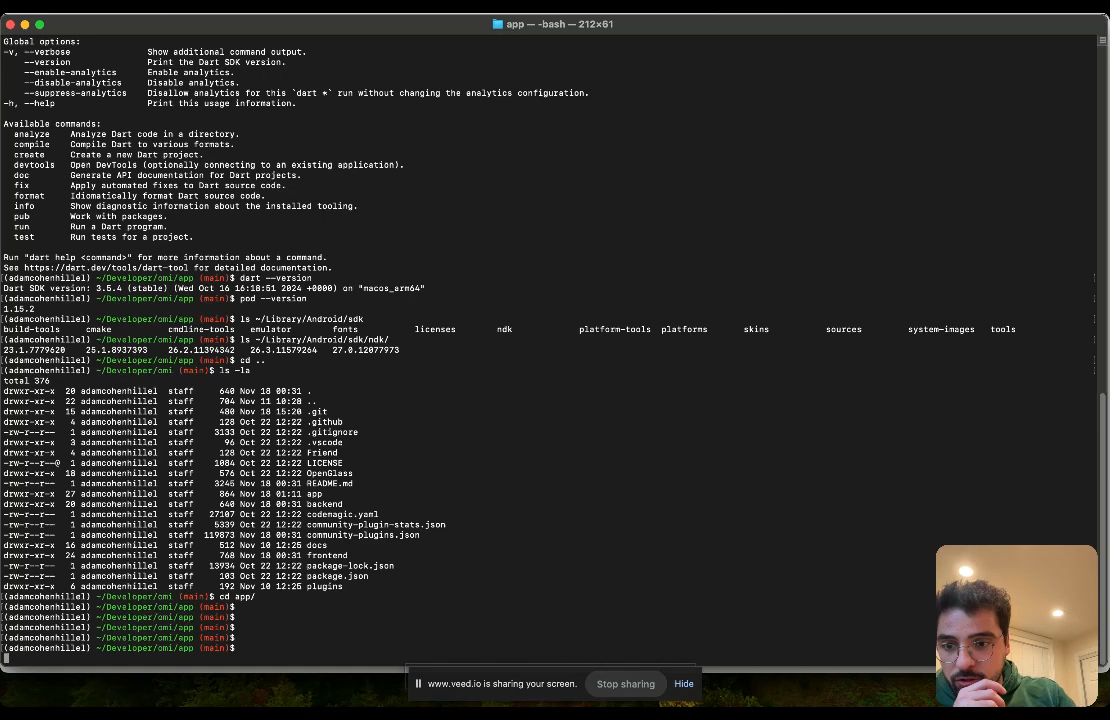 app — -bash — 212×61
Global options:
-v, --verbose Show additional command output.
--version Print the Dart SDK version.
--enable-analytics Enable analytics.
--disable-analytics Disable analytics.
--suppress-analytics Disallow analytics for this `dart *` run without changing the analytics configuration.
-h, --help Print this usage information.
Available commands:
analyze Analyze Dart code in a directory.
compile Compile Dart to various formats.
create Create a new Dart project.
devtools Open DevTools (optionally connecting to an existing application).
doc Generate API documentation for Dart projects.
fix Apply automated fixes to Dart source code.
format Idiomatically format Dart source code.
info Show diagnostic information about the installed tooling.
pub Work with packages.
run Run a Dart program.
test Run tests for a project.
Run "dart help <command>" for more information about a command.
See https://dart.dev/tools/dart-tool for detailed documentation.
[(adamcohenhillel) ~/Developer/omi/app (main)$ dart --version
Dart SDK version: 3.5.4 (stable) (Wed Oct 16 16:18:51 2024 +0000) on "macos_arm64"
[(adamcohenhillel) ~/Developer/omi/app (main)$ pod --version
1.15.2
[(adamcohenhillel) ~/Developer/omi/app (main)$ ls ~/Library/Android/sdk
build-tools cmake cmdline-tools emulator fonts licenses ndk platform-tools platforms skins sources system-images tools
[(adamcohenhillel) ~/Developer/omi/app (main)$ ls ~/Library/Android/sdk/ndk/
23.1.7779620 25.1.8937393 26.2.11394342 26.3.11579264 27.0.12077973
[(adamcohenhillel) ~/Developer/omi/app (main)$ cd ..
[(adamcohenhillel) ~/Developer/omi (main)$ ls -la
total 376
drwxr-xr-x 20 adamcohenhillel staff 640 Nov 18 00:31 .
drwxr-xr-x 22 adamcohenhillel staff 704 Nov 11 10:28 ..
drwxr-xr-x 15 adamcohenhillel staff 480 Nov 18 15:20 .git
drwxr-xr-x 4 adamcohenhillel staff 128 Oct 22 12:22 .github
-rw-r--r-- 1 adamcohenhillel staff 3133 Oct 22 12:22 .gitignore
drwxr-xr-x 3 adamcohenhillel staff 96 Oct 22 12:22 .vscode
drwxr-xr-x 4 adamcohenhillel staff 128 Oct 22 12:22 Friend
-rw-r--r--@ 1 adamcohenhillel staff 1084 Oct 22 12:22 LICENSE
drwxr-xr-x 18 adamcohenhillel staff 576 Oct 22 12:22 OpenGlass
-rw-r--r-- 1 adamcohenhillel staff 3245 Nov 18 00:31 README.md
drwxr-xr-x 27 adamcohenhillel staff 864 Nov 18 01:11 app
drwxr-xr-x 20 adamcohenhillel staff 640 Nov 18 00:31 backend
-rw-r--r-- 1 adamcohenhillel staff 27107 Oct 22 12:22 codemagic.yaml
-rw-r--r-- 1 adamcohenhillel staff 5339 Oct 22 12:22 community-plugin-stats.json
-rw-r--r-- 1 adamcohenhillel staff 119873 Nov 18 00:31 community-plugins.json
drwxr-xr-x 16 adamcohenhillel staff 512 Nov 10 12:25 docs
drwxr-xr-x 24 adamcohenhillel staff 768 Nov 18 00:31 frontend
-rw-r--r-- 1 adamcohenhillel staff 13934 Oct 22 12:22 package-lock.json
-rw-r--r-- 1 adamcohenhillel staff 103 Oct 22 12:22 package.json
drwxr-xr-x 6 adamcohenhillel staff 192 Nov 10 12:25 plugins
[(adamcohenhillel) ~/Developer/omi (main)$ cd app/
[(adamcohenhillel) ~/Developer/omi/app (main)$
[(adamcohenhillel) ~/Developer/omi/app (main)$
[(adamcohenhillel) ~/Developer/omi/app (main)$
[(adamcohenhillel) ~/Developer/omi/app (main)$
[(adamcohenhillel) ~/Developer/omi/app (main)$
www.veed.io is sharing your screen. Stop sharing Hide